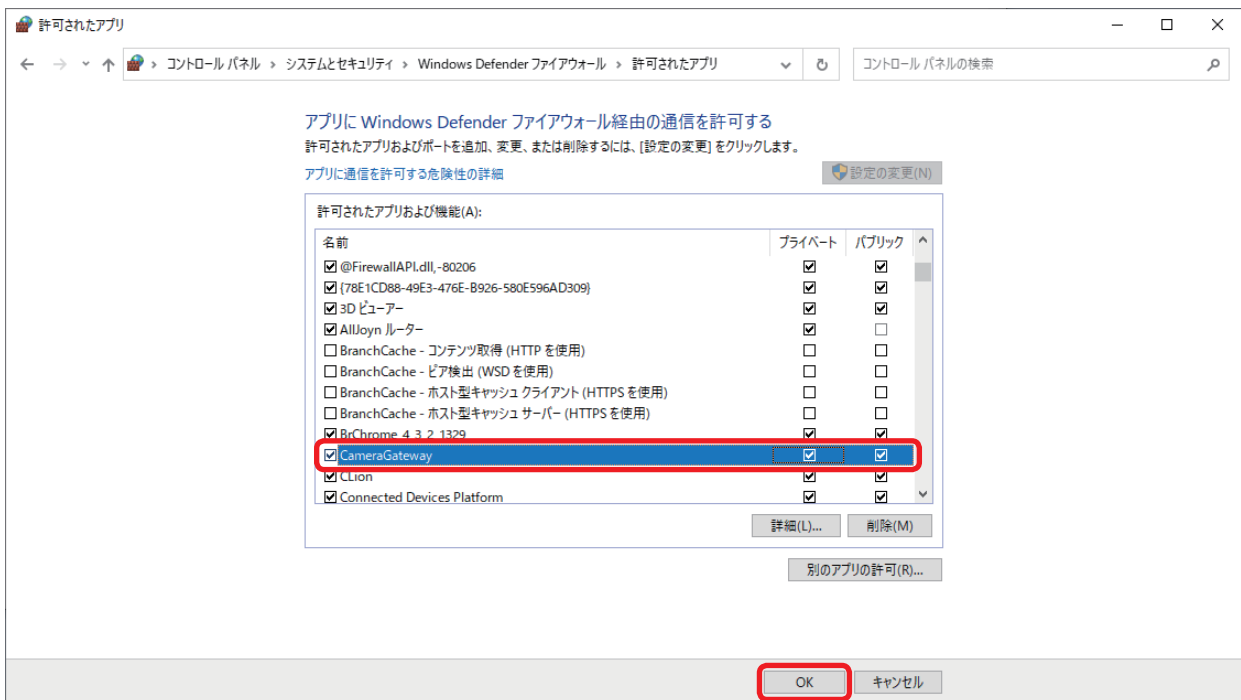 許可されたアプリ
コントロール パネル › システムとセキュリティ › Windows Defender ファイアウォール › 許可されたアプリ
コントロール パネルの検索
アプリに Windows Defender ファイアウォール経由の通信を許可する
許可されたアプリおよびポートを追加、変更、または削除するには、[設定の変更] をクリックします。
アプリに通信を許可する危険性の詳細
設定の変更(N)
許可されたアプリおよび機能(A):
名前 プライベート パブリック
@FirewallAPI.dll,-80206
{78E1CD88-49E3-476E-B926-580E596AD309}
3D ビューアー
AllJoyn ルーター
BranchCache - コンテンツ取得 (HTTP を使用)
BranchCache - ピア検出 (WSD を使用)
BranchCache - ホスト型キャッシュ クライアント (HTTPS を使用)
BranchCache - ホスト型キャッシュ サーバー (HTTPS を使用)
BrChrome_4_3_2_1329
CameraGateway
CLion
Connected Devices Platform
詳細(L)... 削除(M)
別のアプリの許可(R)...
OK キャンセル